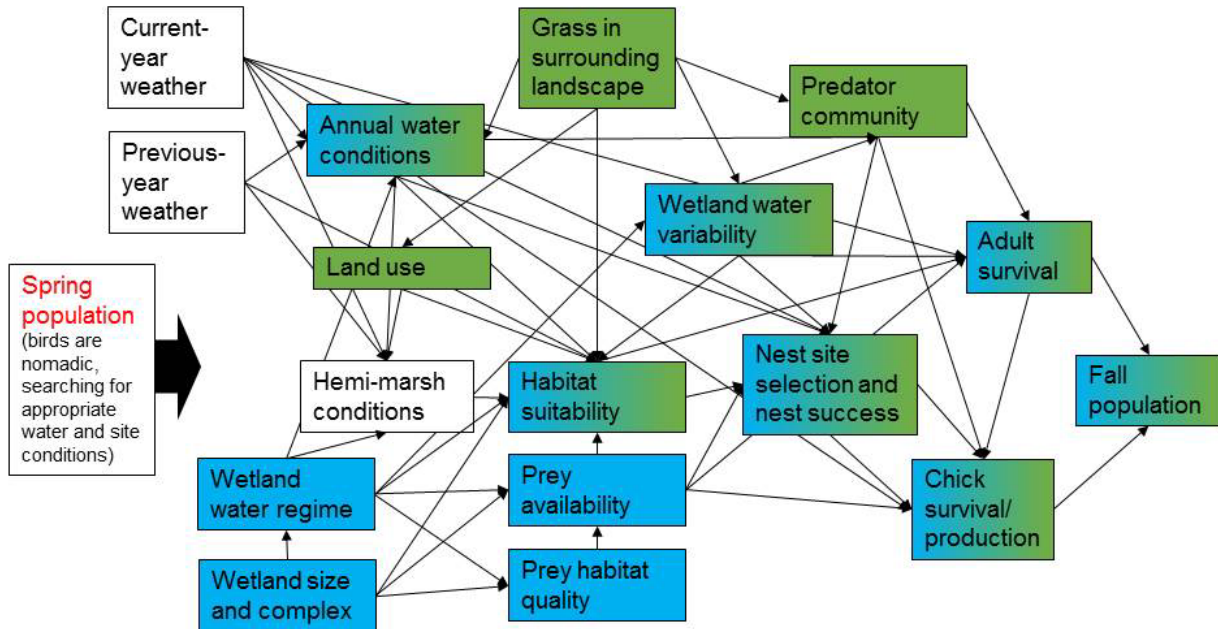 Current-
year
weather
Grass in
surrounding
landscape
Predator
community
Annual water
conditions
Previous-
year
weather
Wetland water
variability
Adult
survival
Land use
Spring
population
(birds are
nomadic,
searching for
appropriate
water and site
conditions)
Hemi-marsh
conditions
Habitat
suitability
Nest site
selection and
nest success
Fall
population
Wetland
water regime
Prey
availability
Chick
survival/
production
Wetland size
and complex
Prey habitat
quality